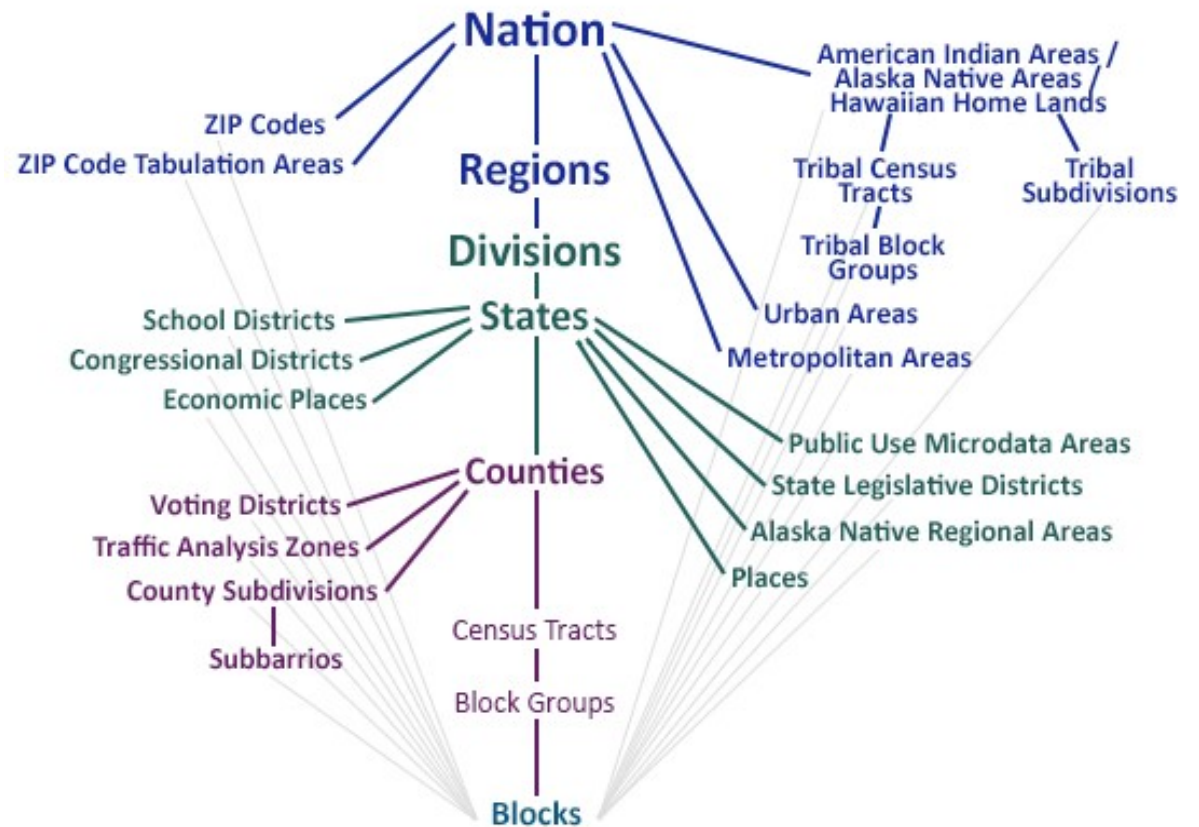 Nation
American Indian Areas /
Alaska Native Areas /
Hawaiian Home Lands
ZIP Codes
ZIP Code Tabulation Areas
Regions
Tribal Census
Tracts
Tribal
Subdivisions
Divisions
Tribal Block
Groups
School Districts
States
Urban Areas
Congressional Districts
Metropolitan Areas
Economic Places
Public Use Microdata Areas
Counties
State Legislative Districts
Voting Districts
Alaska Native Regional Areas
Traffic Analysis Zones
Places
County Subdivisions
Census Tracts
Subbarrios
Block Groups
Blocks